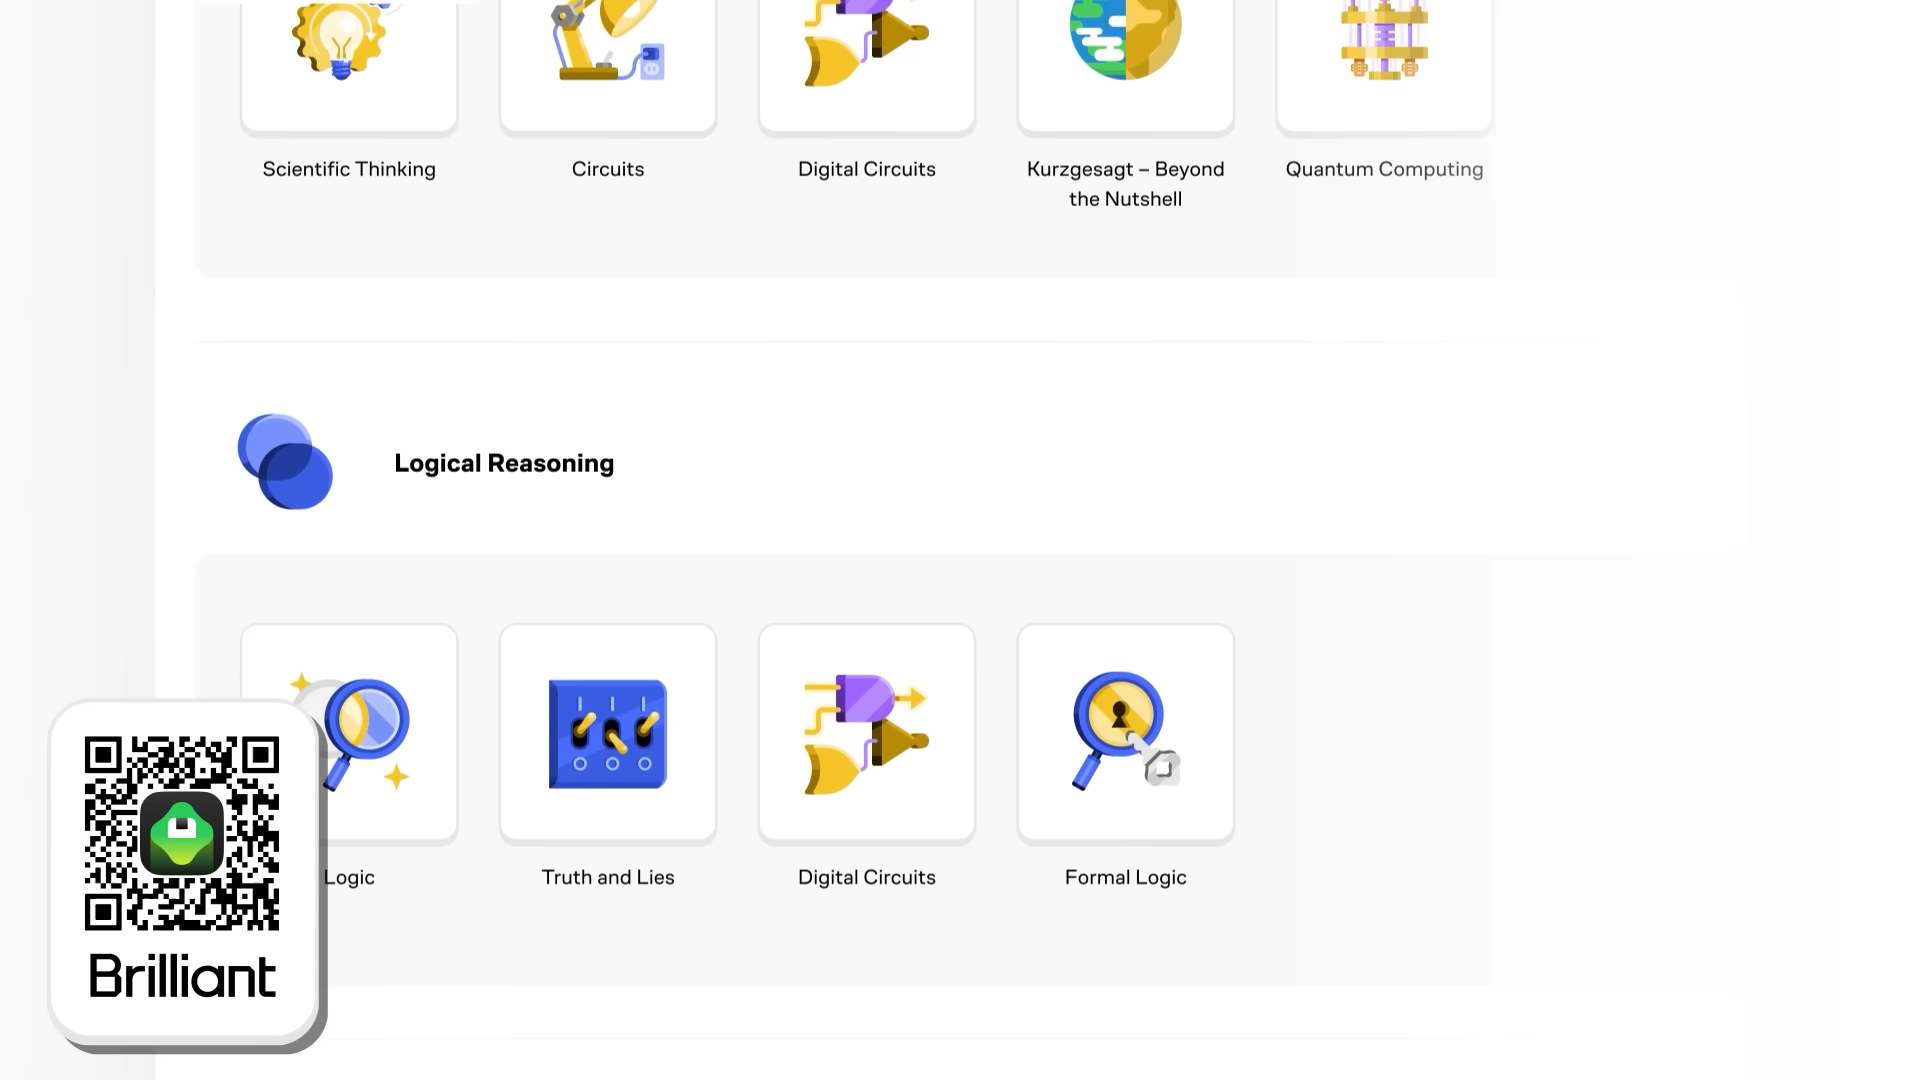 Scientific Thinking
Circuits
Digital Circuits
Kurzgesagt – Beyond
the Nutshell
Quantum Computing
Logical Reasoning
Logic
Truth and Lies
Digital Circuits
Formal Logic
Brilliant